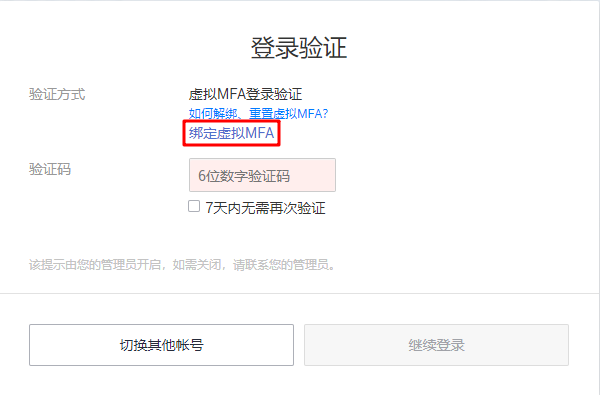 登录验证
验证方式
虚拟MFA登录验证
如何解绑、重置虚拟MFA?
绑定虚拟MFA
验证码
6位数字验证码
7天内无需再次验证
该提示由您的管理员开启，如需关闭，请联系您的管理员。
切换其他帐号
继续登录